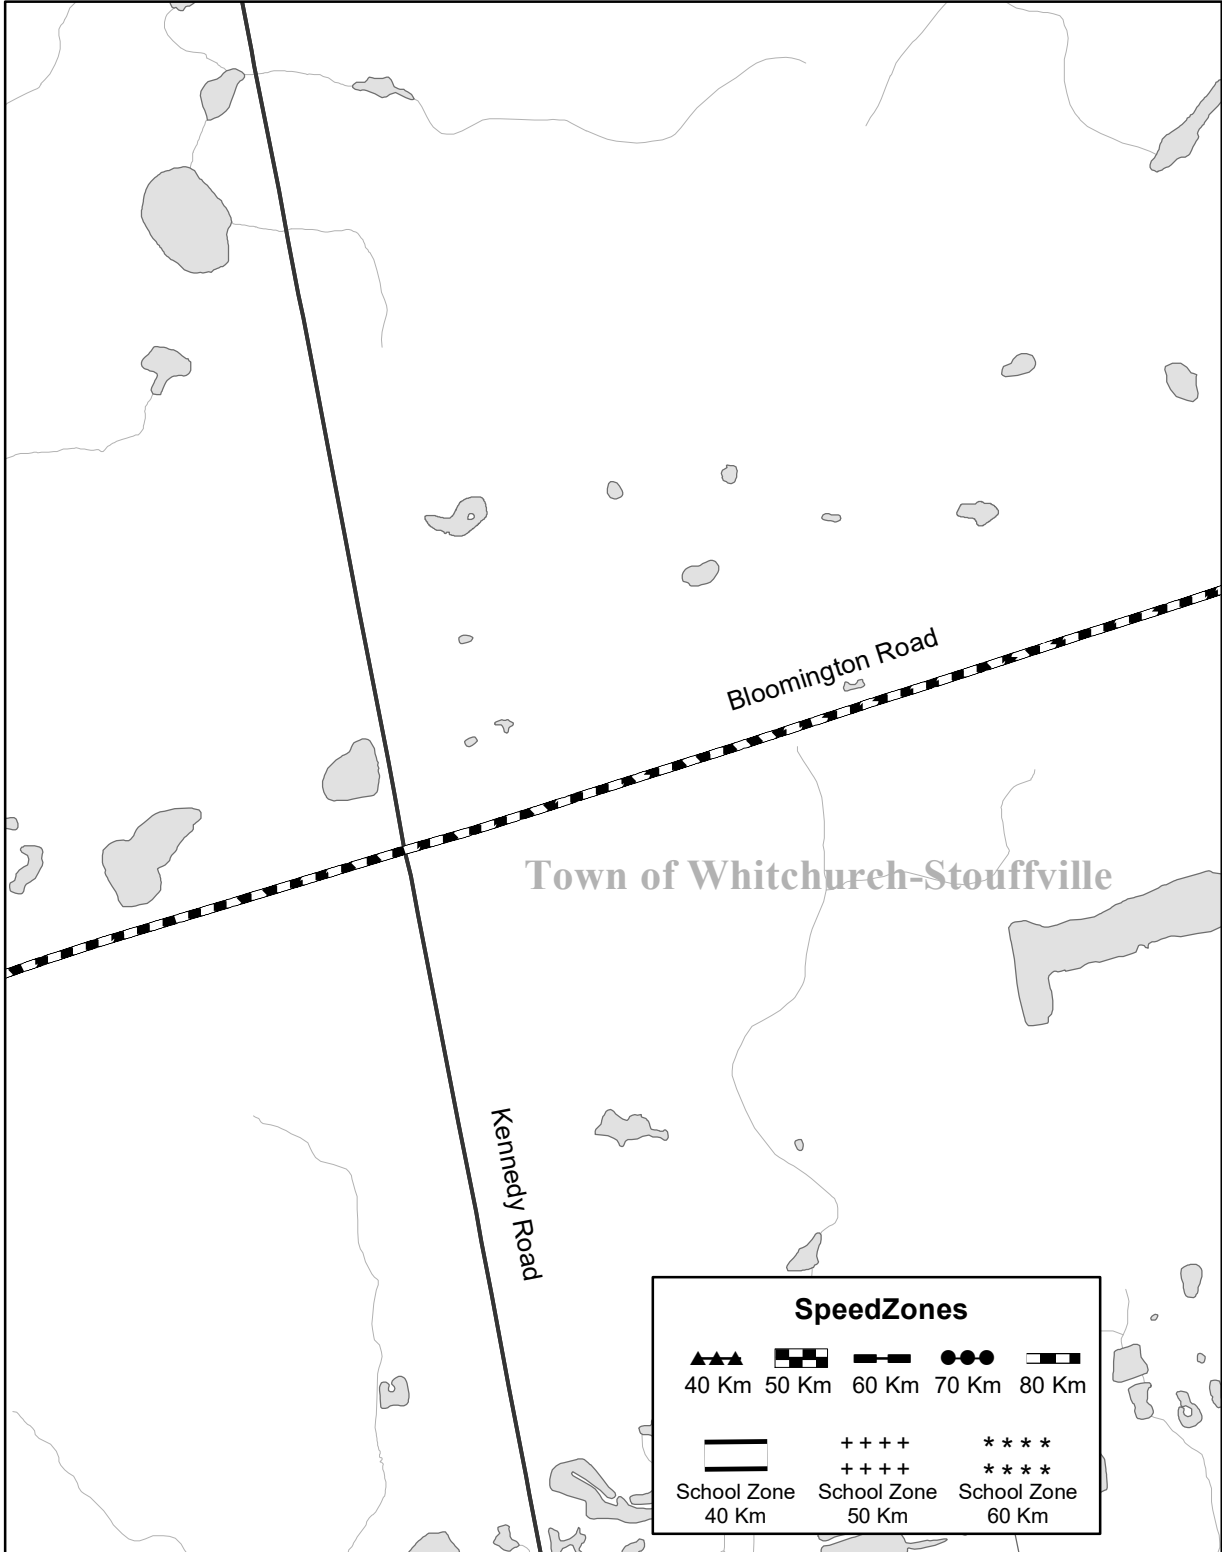 Bloomington Road
Town of Whitchurch-Stouffville
Kennedy Road
SpeedZones
40 Km 50 Km 60 Km 70 Km 80 Km
School Zone School Zone School Zone
40 Km 50 Km 60 Km